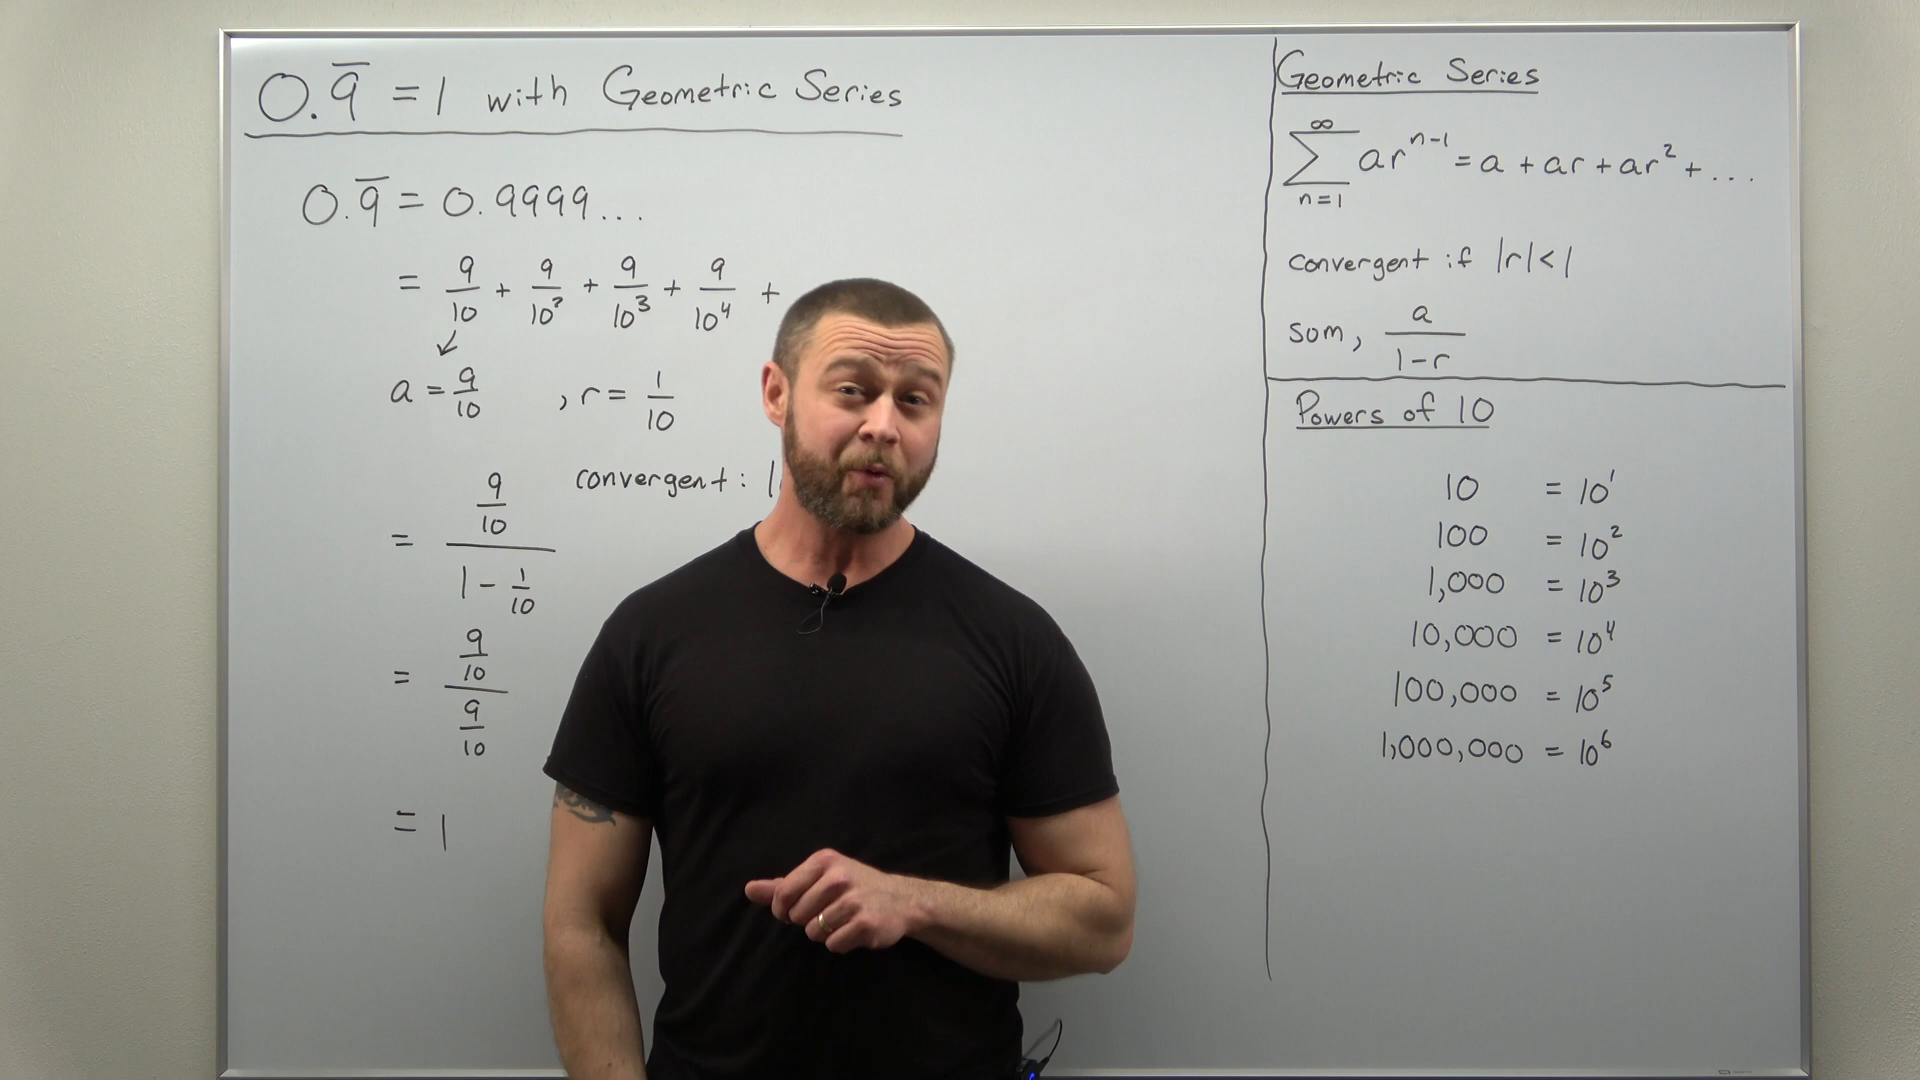 0.9̅ = 1 with Geometric Series
0.9̅ = 0.9999...
= 9/10 + 9/10² + 9/10³ + 9/10⁴ +
a = 9/10 , r = 1/10
convergent: |
= (9/10)/(1 - 1/10)
= (9/10)/(9/10)
= 1
Geometric Series
∑_{n=1}^{∞} ar^{n-1} = a + ar + ar² + ...
convergent if |r| < 1
som, a/(1-r)
Powers of 10
10 = 10¹
100 = 10²
1,000 = 10³
10,000 = 10⁴
100,000 = 10⁵
1,000,000 = 10⁶